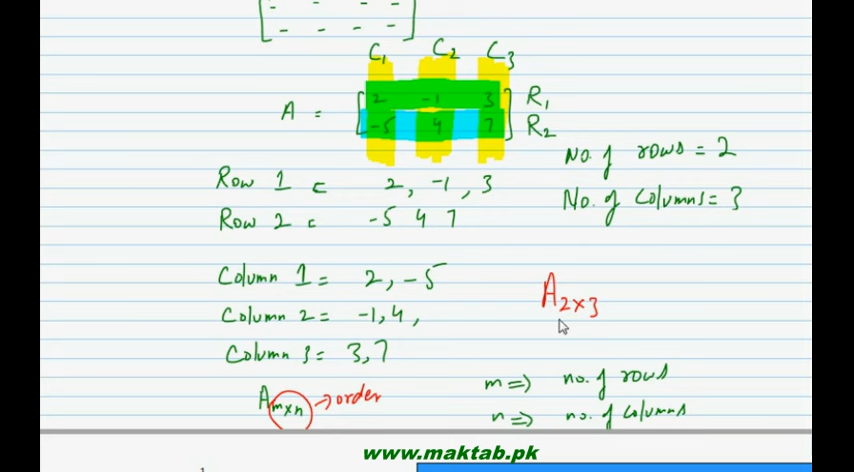 - - - -
- - - -
C₁ C₂ C₃
A = [ 2 -1 3 ] R₁
[ -5 4 7 ] R₂
No. of rows = 2
No. of columns = 3
Row 1 = 2, -1, 3
Row 2 = -5 4 7
Column 1 = 2, -5
Column 2 = -1, 4,
Column 3 = 3, 7
A₂ₓ₃
Aₘₓₙ → order
m ⇒ no. of rows
n ⇒ no. of columns
www.maktab.pk